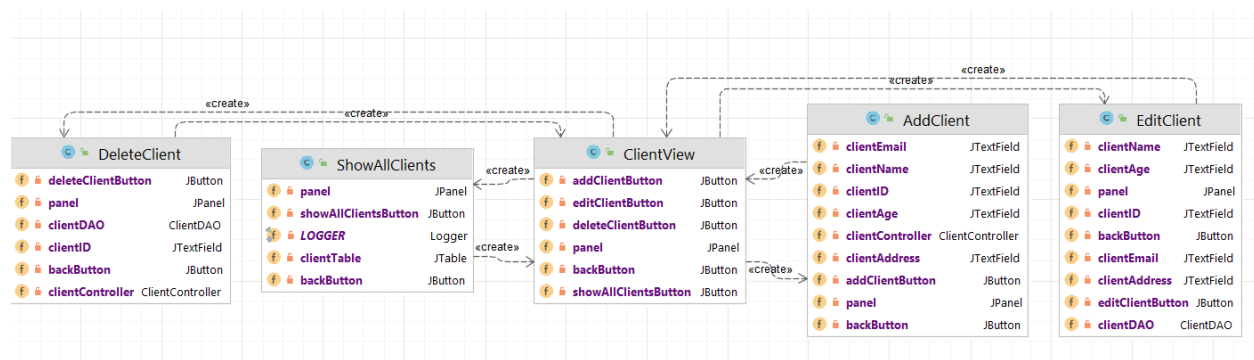 «create»
«create»
«create»
«create»
DeleteClient
deleteClientButton JButton
panel JPanel
clientDAO ClientDAO
clientID JTextField
backButton JButton
clientController ClientController
ShowAllClients
panel JPanel
showAllClientsButton JButton
LOGGER Logger
clientTable JTable
backButton JButton
«create»
«create»
ClientView
addClientButton JButton
editClientButton JButton
deleteClientButton JButton
panel JPanel
backButton JButton
showAllClientsButton JButton
«create»
«create»
AddClient
clientEmail JTextField
clientName JTextField
clientID JTextField
clientAge JTextField
clientController ClientController
clientAddress JTextField
addClientButton JButton
panel JPanel
backButton JButton
EditClient
clientName JTextField
clientAge JTextField
panel JPanel
clientID JTextField
backButton JButton
clientEmail JTextField
clientAddress JTextField
editClientButton JButton
clientDAO ClientDAO